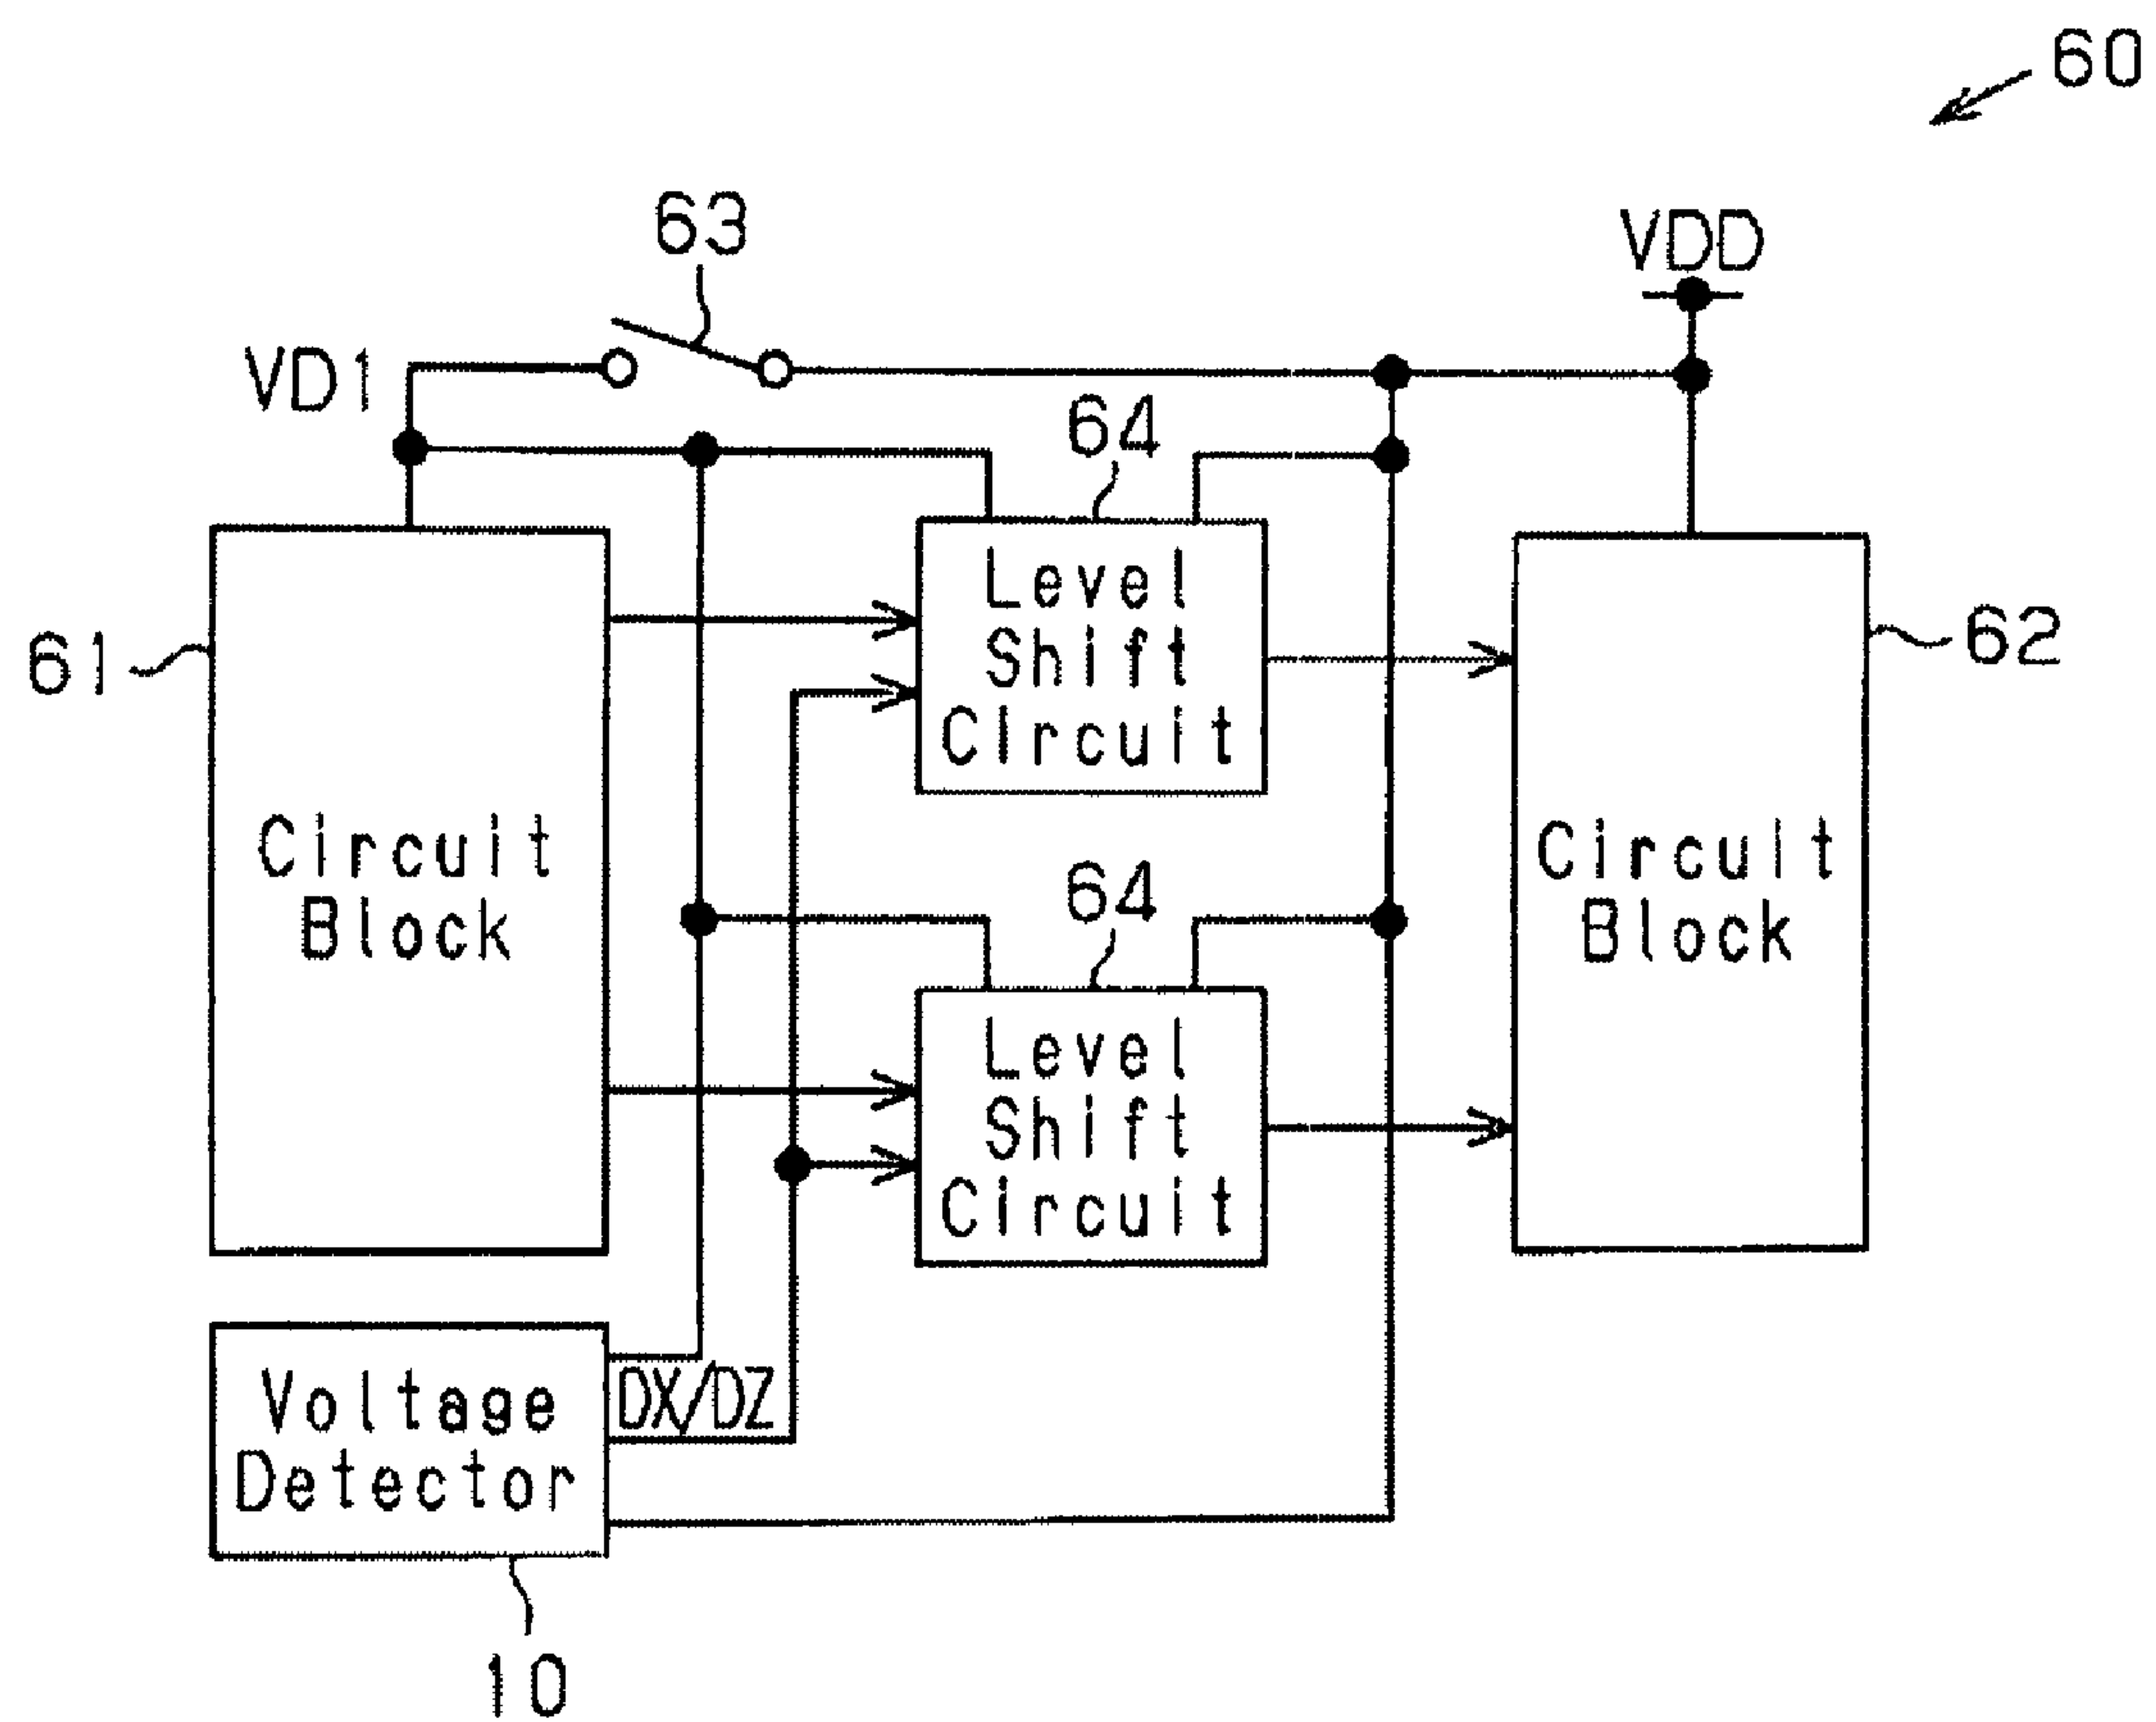 60
63
VDD
VD1
64
Level
Shift
Circuit
61
62
Circuit
Block
Circuit
Block
64
Level
Shift
Circuit
Voltage
Detector
DX/DZ
10